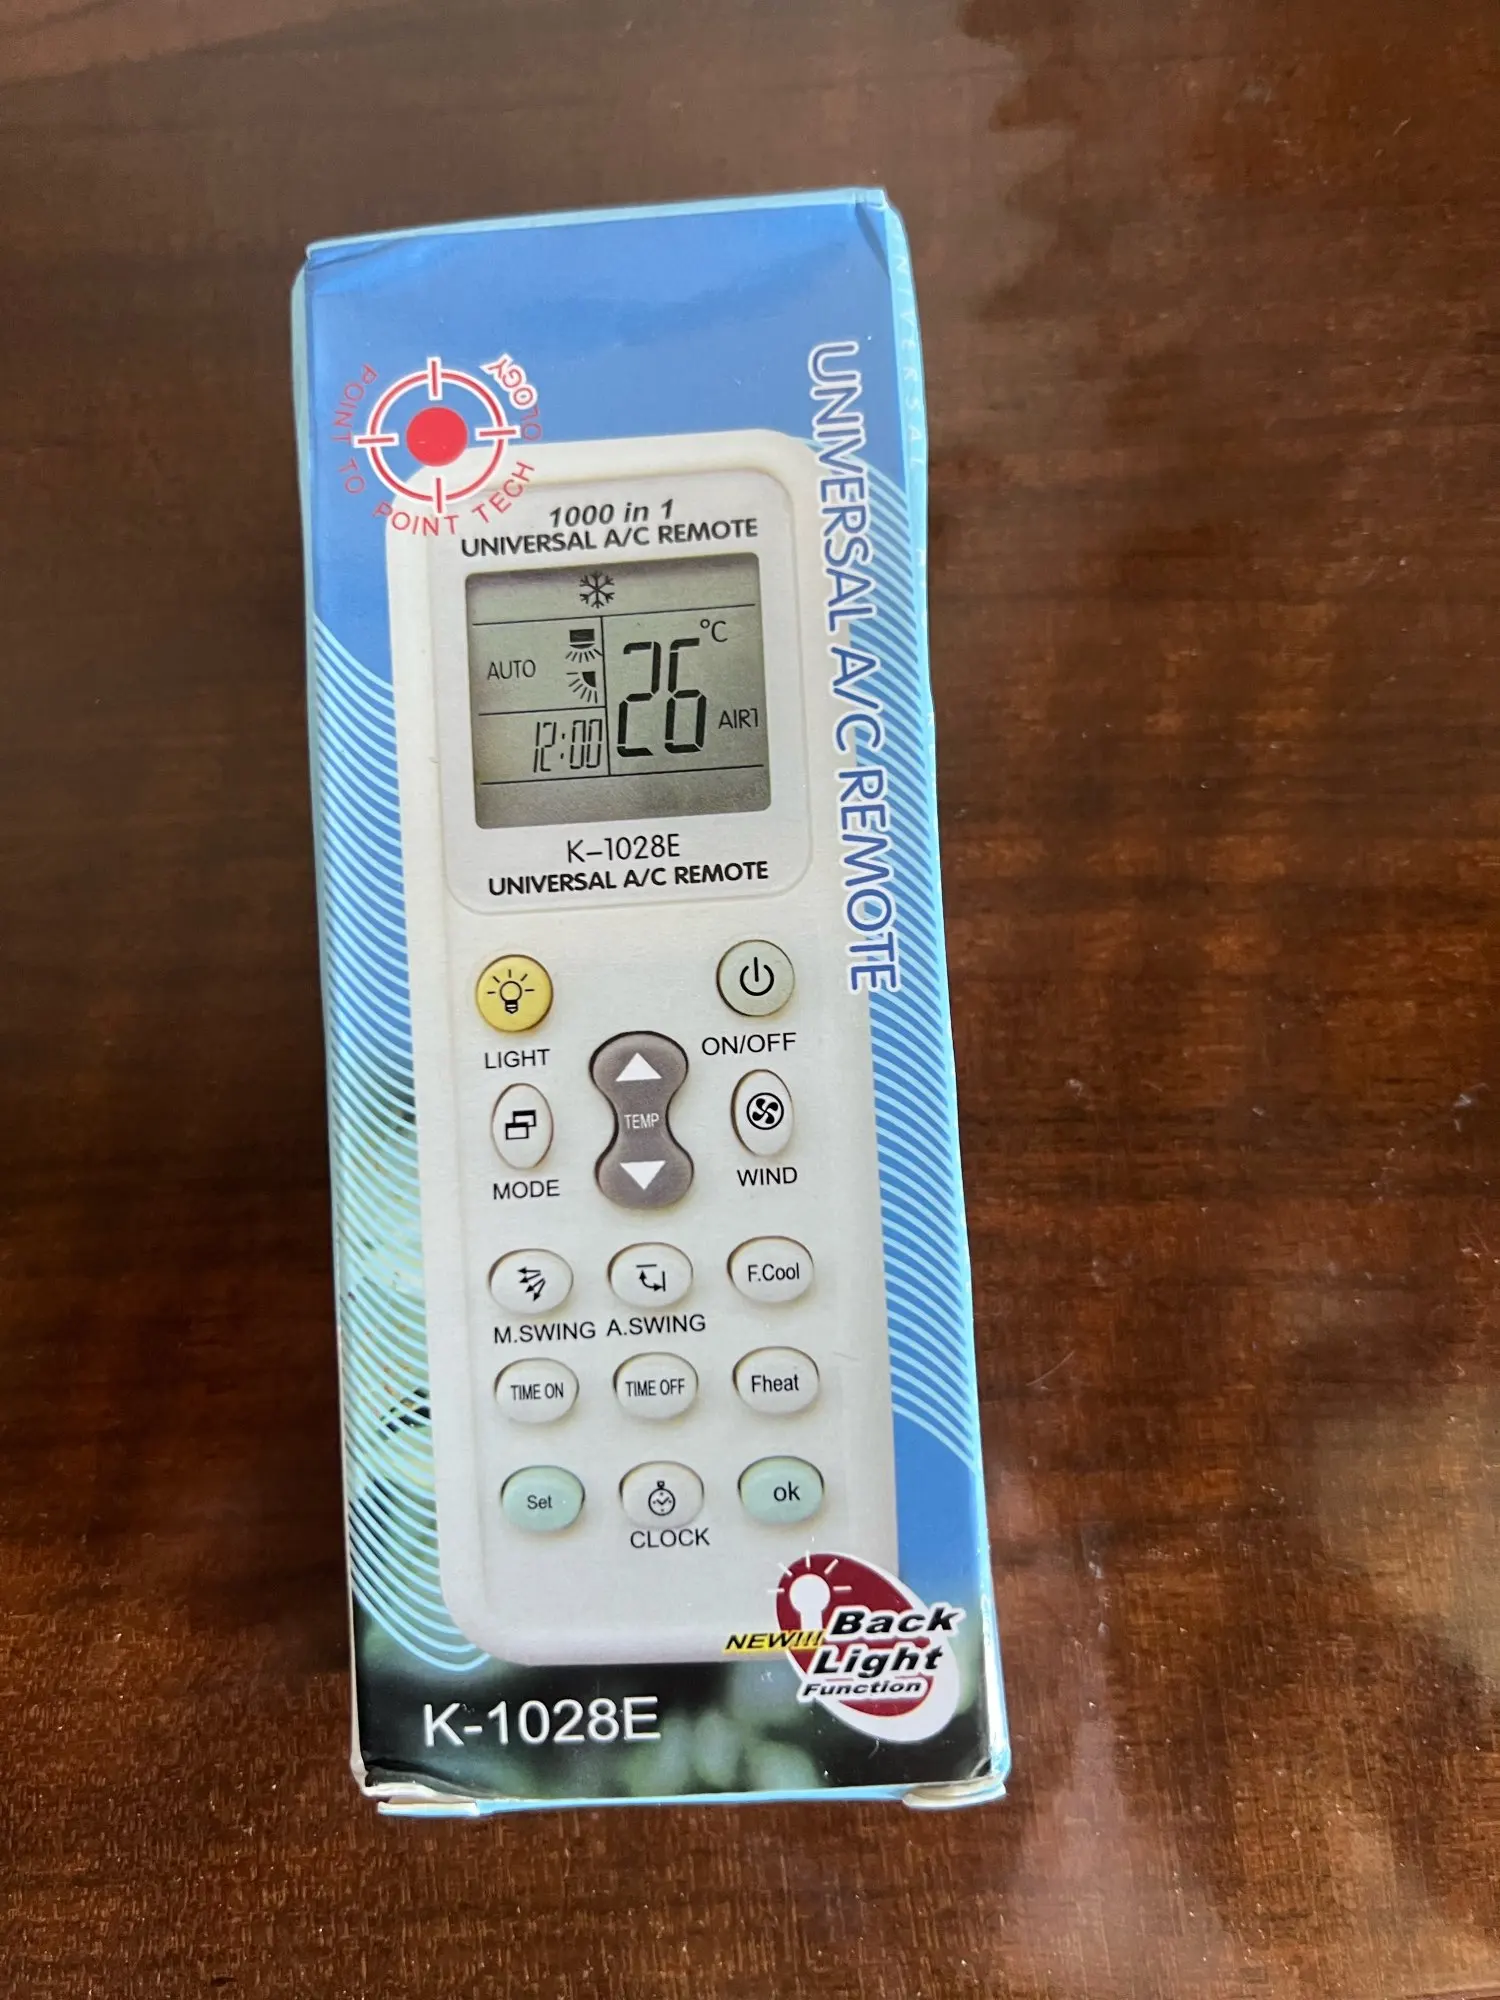 POINT TO POINT TECHNOLOGY
UNIVERSAL A/C REMOTE
1000 in 1
UNIVERSAL A/C REMOTE
AUTO
26 °C
12:00
AIR1
K-1028E
UNIVERSAL A/C REMOTE
LIGHT
ON/OFF
TEMP
MODE
WIND
F.Cool
M.SWING A.SWING
TIME ON TIME OFF Fheat
Set ok
CLOCK
NEW!!! Back
Light
Function
K-1028E